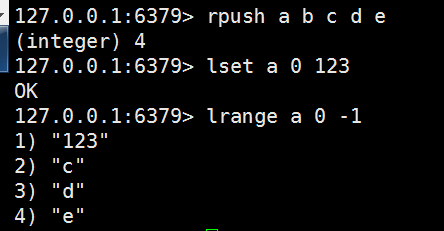 127.0.0.1:6379> rpush a b c d e
(integer) 4
127.0.0.1:6379> lset a 0 123
OK
127.0.0.1:6379> lrange a 0 -1
1) "123"
2) "c"
3) "d"
4) "e"